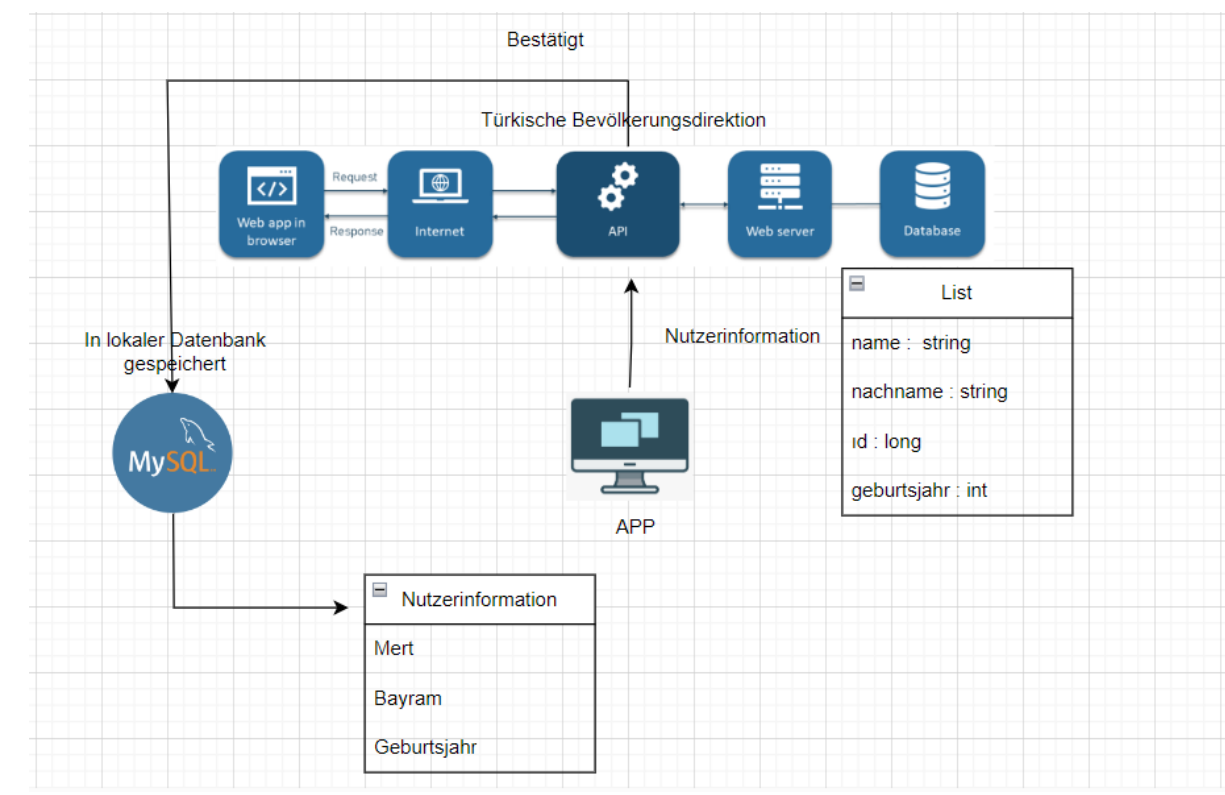 Bestätigt
Türkische Bevölkerungsdirektion
Request
Response
Web app in
browser
Internet
API
Web server
Database
List
name : string
nachname : string
ıd : long
geburtsjahr : int
Nutzerinformation
In lokaler Datenbank
gespeichert
MySQL
APP
Nutzerinformation
Mert
Bayram
Geburtsjahr